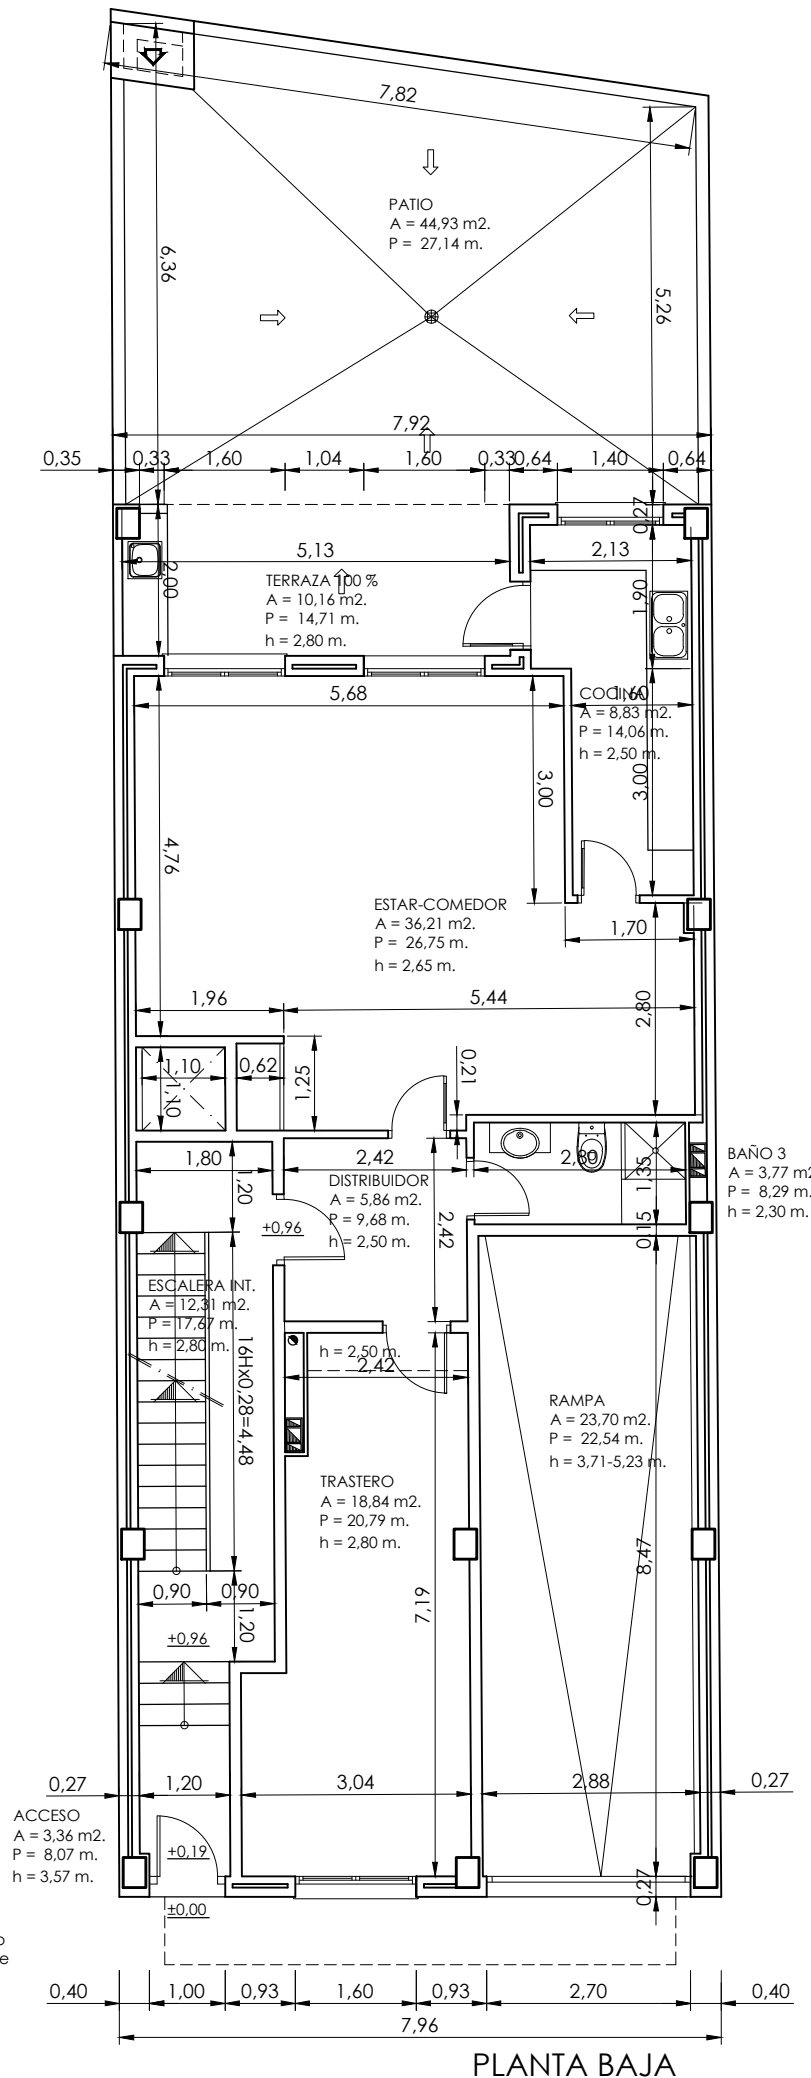 7,82
PATIO
A = 44,93 m2.
P = 27,14 m.
6,36
5,26
7,92
0,35
0,33
1,60
1,04
1,60
0,33
0,64
1,40
0,64
0,27
5,13
2,13
2,00
TERRAZA 100 %
A = 10,16 m2.
P = 14,71 m.
h = 2,80 m.
1,90
5,68
1,60
COCINA
A = 8,83 m2.
P = 14,06 m.
h = 2,50 m.
3,00
3,00
4,76
ESTAR-COMEDOR
A = 36,21 m2.
P = 26,75 m.
h = 2,65 m.
1,70
1,96
5,44
2,80
1,10
0,62
1,10
1,25
0,21
1,80
2,42
2,80
1,20
1,35
BAÑO 3
A = 3,77 m2
P = 8,29 m.
h = 2,30 m.
DISTRIBUIDOR
A = 5,86 m2.
P = 9,68 m.
h = 2,50 m.
+0,96
2,42
0,15
ESCALERA INT.
A = 12,31 m2.
P = 17,67 m.
h = 2,80 m.
16Hx0,28=4,48
h = 2,50 m.
2,42
RAMPA
A = 23,70 m2.
P = 22,54 m.
h = 3,71-5,23 m.
TRASTERO
A = 18,84 m2.
P = 20,79 m.
h = 2,80 m.
8,47
7,19
0,90
0,90
1,20
+0,96
0,27
1,20
3,04
2,88
0,27
ACCESO
A = 3,36 m2.
P = 8,07 m.
h = 3,57 m.
+0,19
0,27
±0,00
o
e
0,40
1,00
0,93
1,60
0,93
2,70
0,40
7,96
PLANTA BAJA